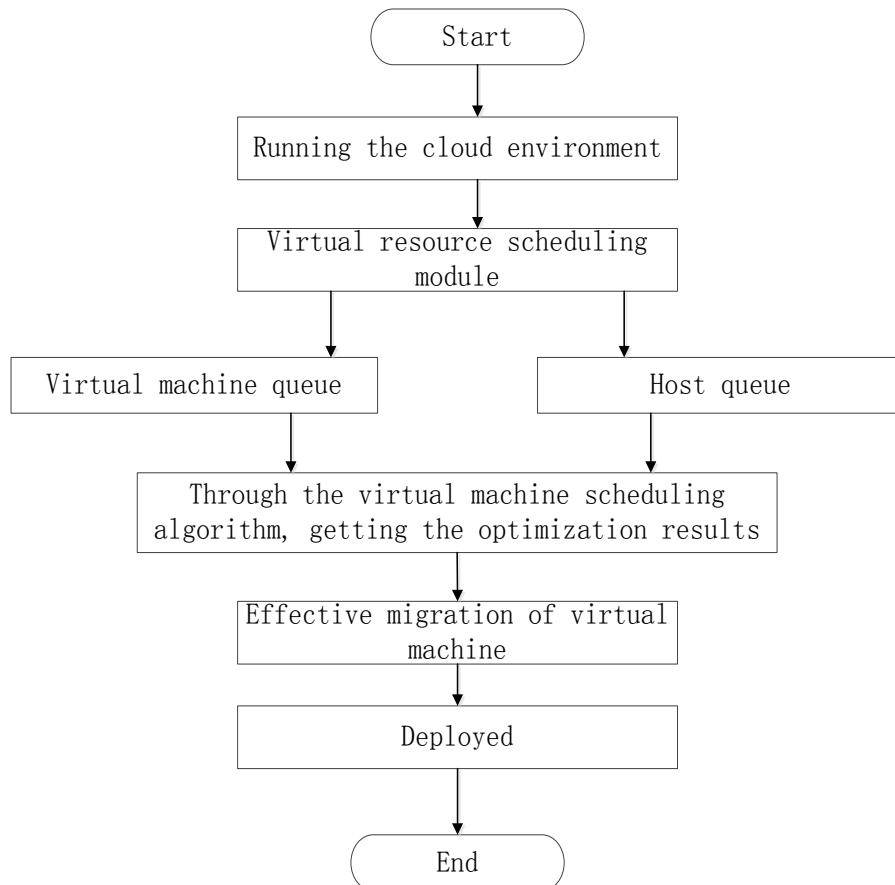 Start
Running the cloud environment
Virtual resource scheduling
module
Virtual machine queue
Host queue
Through the virtual machine scheduling
algorithm, getting the optimization results
Effective migration of virtual
machine
Deployed
End